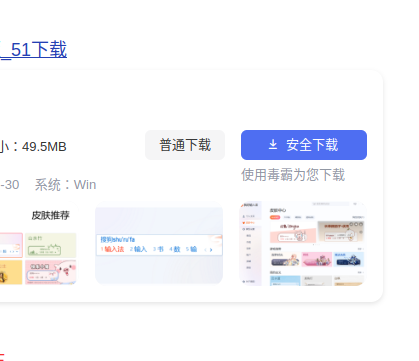 _51下载
小：49.5MB
普通下载
安全下载
-30 系统：Win
使用毒霸为您下载
皮肤推荐
搜狗shu'ru'fa
1 输入法 2 输入 3 书 4 数 5 输
皮肤中心